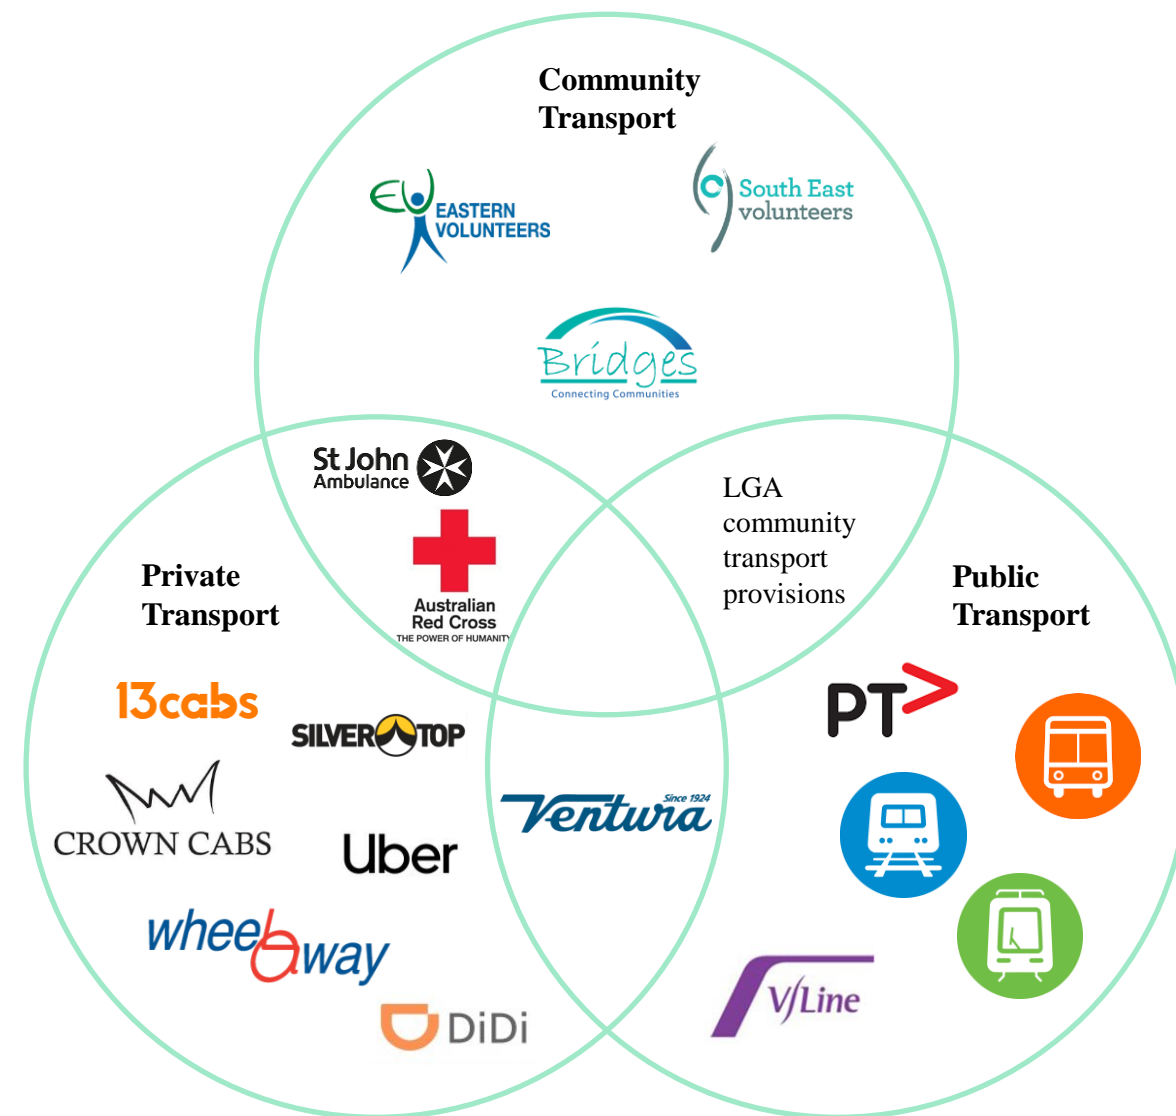 Community
Transport
EV
EASTERN
VOLUNTEERS
South East
volunteers
Bridges
Connecting Communities
St John
Ambulance
Australian
Red Cross
THE POWER OF HUMANITY
LGA
community
transport
provisions
Private
Transport
Public
Transport
13cabs
SILVER TOP
CROWN CABS
Uber
wheelaway
DiDi
Since 1924
Ventura
PT>
V/Line